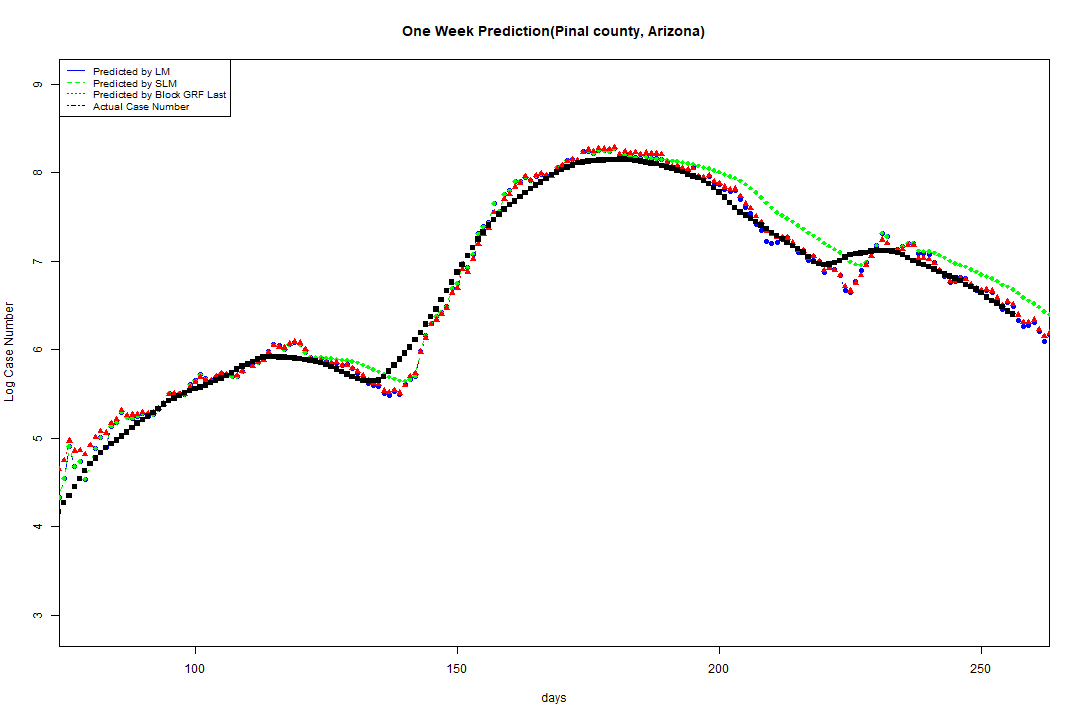 One Week Prediction(Pinal county, Arizona)
Predicted by LM
Predicted by SLM
Predicted by Block GRF Last
Actual Case Number
9
8
7
6
5
4
3
Log Case Number
100 150 200 250
days